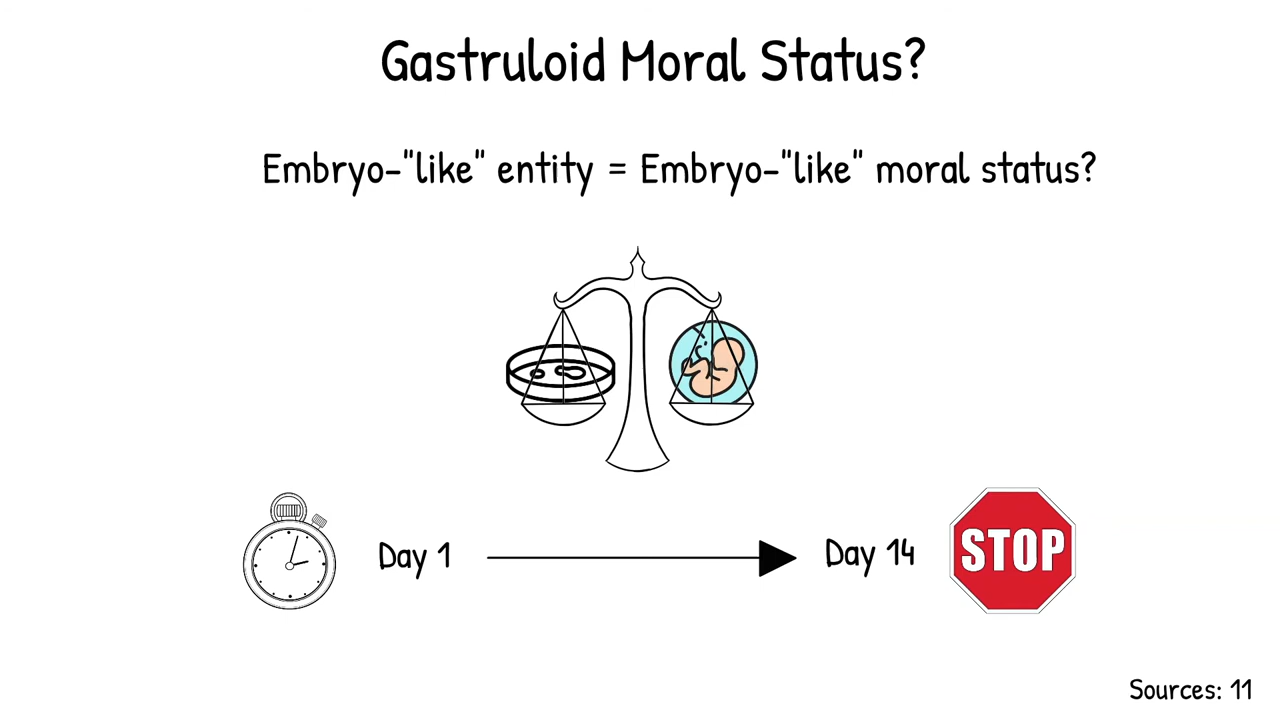 Gastruloid Moral Status?
Embryo-"like" entity = Embryo-"like" moral status?
Day 1
Day 14
STOP
Sources: 11